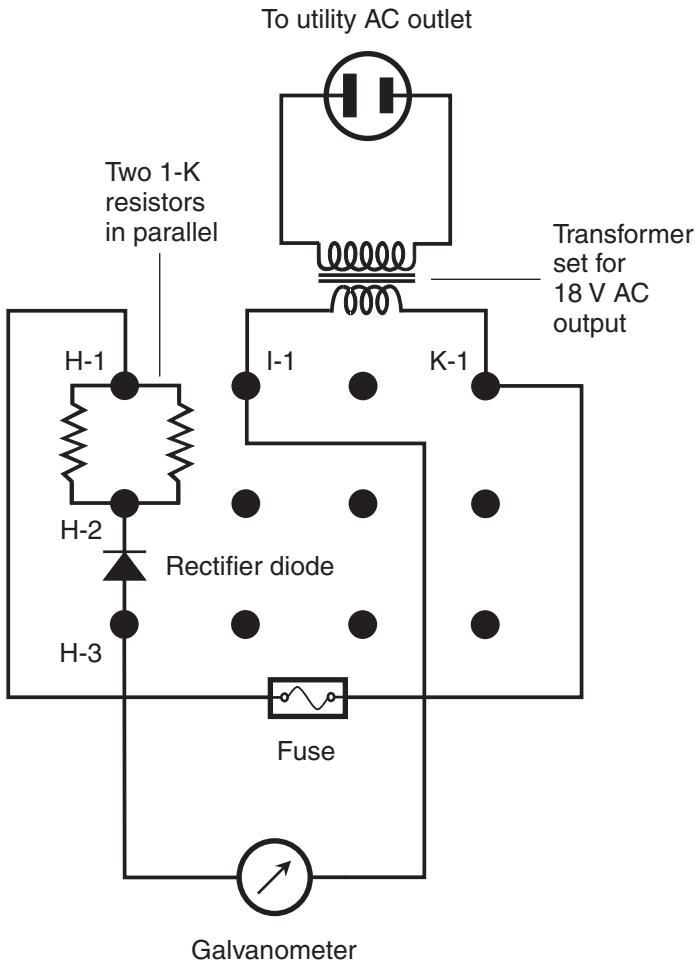 To utility AC outlet
Two 1-K
resistors
in parallel
Transformer
set for
18 V AC
output
H-1
I-1
K-1
H-2
Rectifier diode
H-3
Fuse
Galvanometer